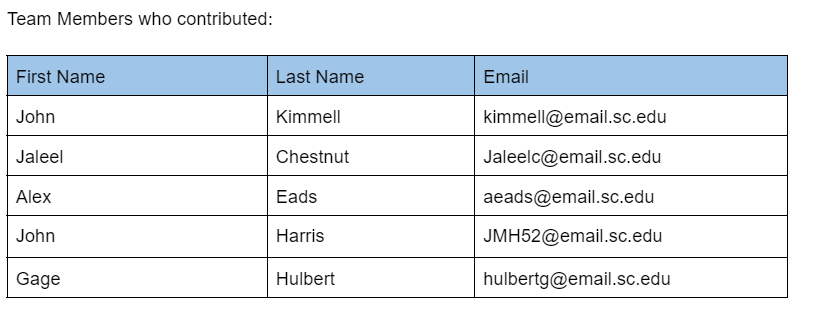 Team Members who contributed:
First Name Last Name Email
John Kimmell kimmell@email.sc.edu
Jaleel Chestnut Jaleelc@email.sc.edu
Alex Eads aeads@email.sc.edu
John Harris JMH52@email.sc.edu
Gage Hulbert hulbertg@email.sc.edu